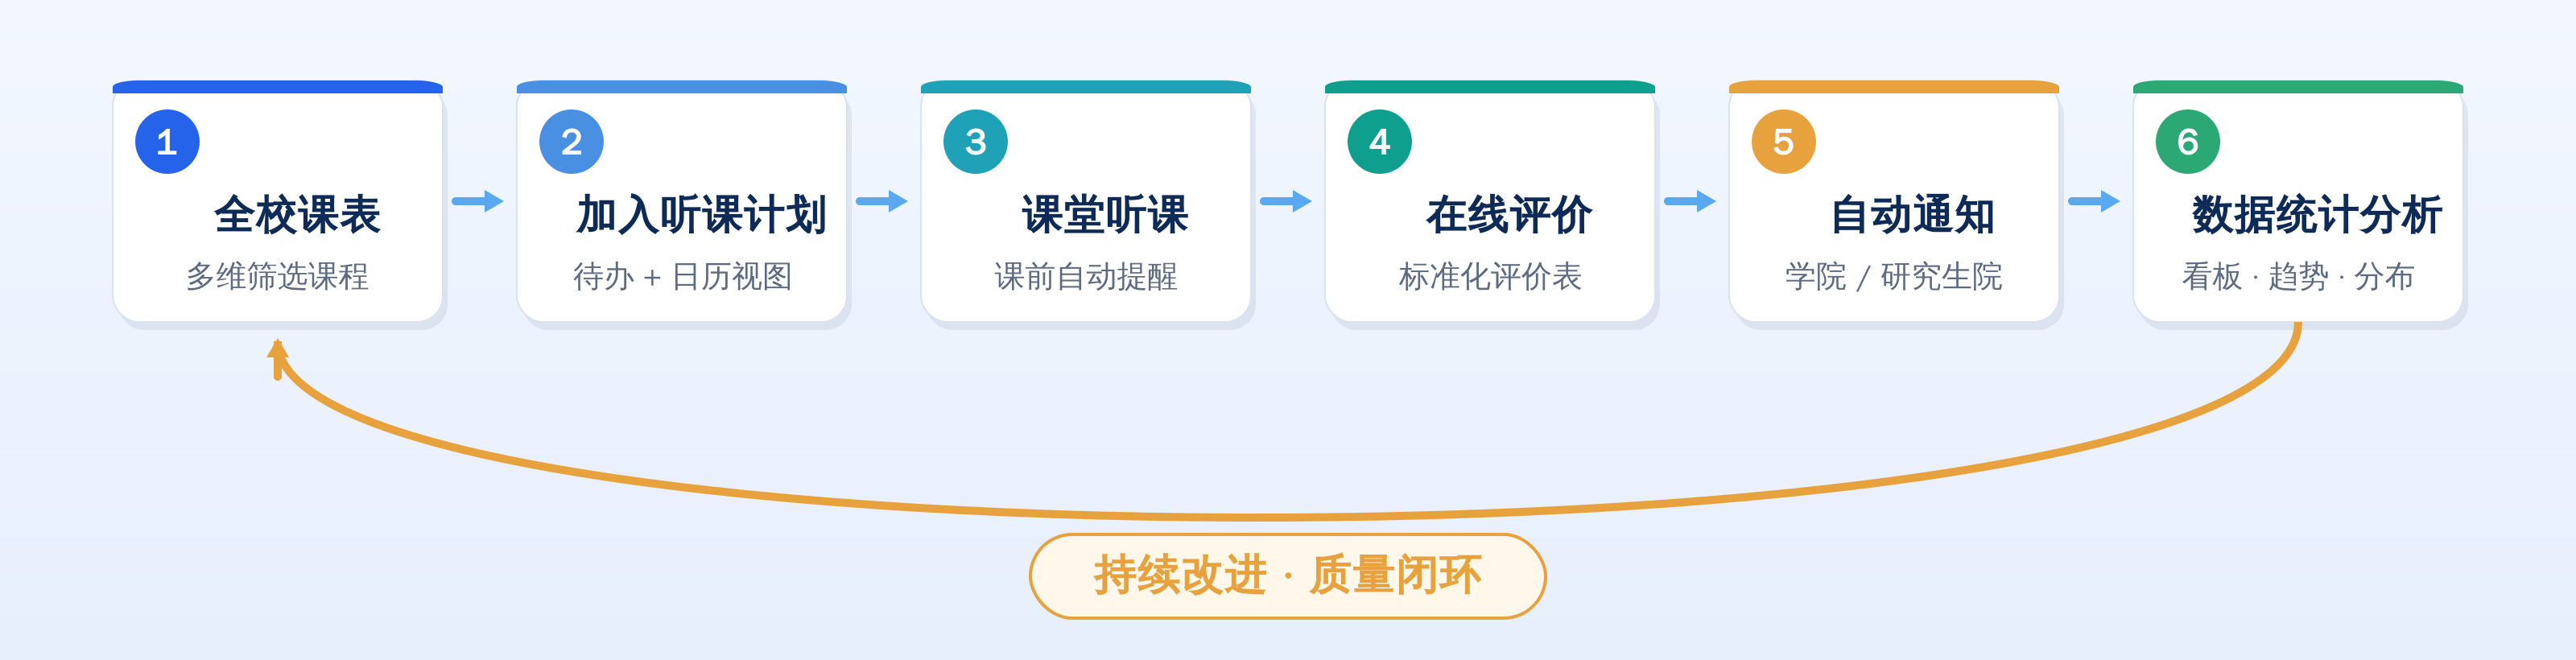 1
全校课表
多维筛选课程
2
加入听课计划
待办 + 日历视图
3
课堂听课
课前自动提醒
4
在线评价
标准化评价表
5
自动通知
学院 / 研究生院
6
数据统计分析
看板 · 趋势 · 分布
持续改进 · 质量闭环